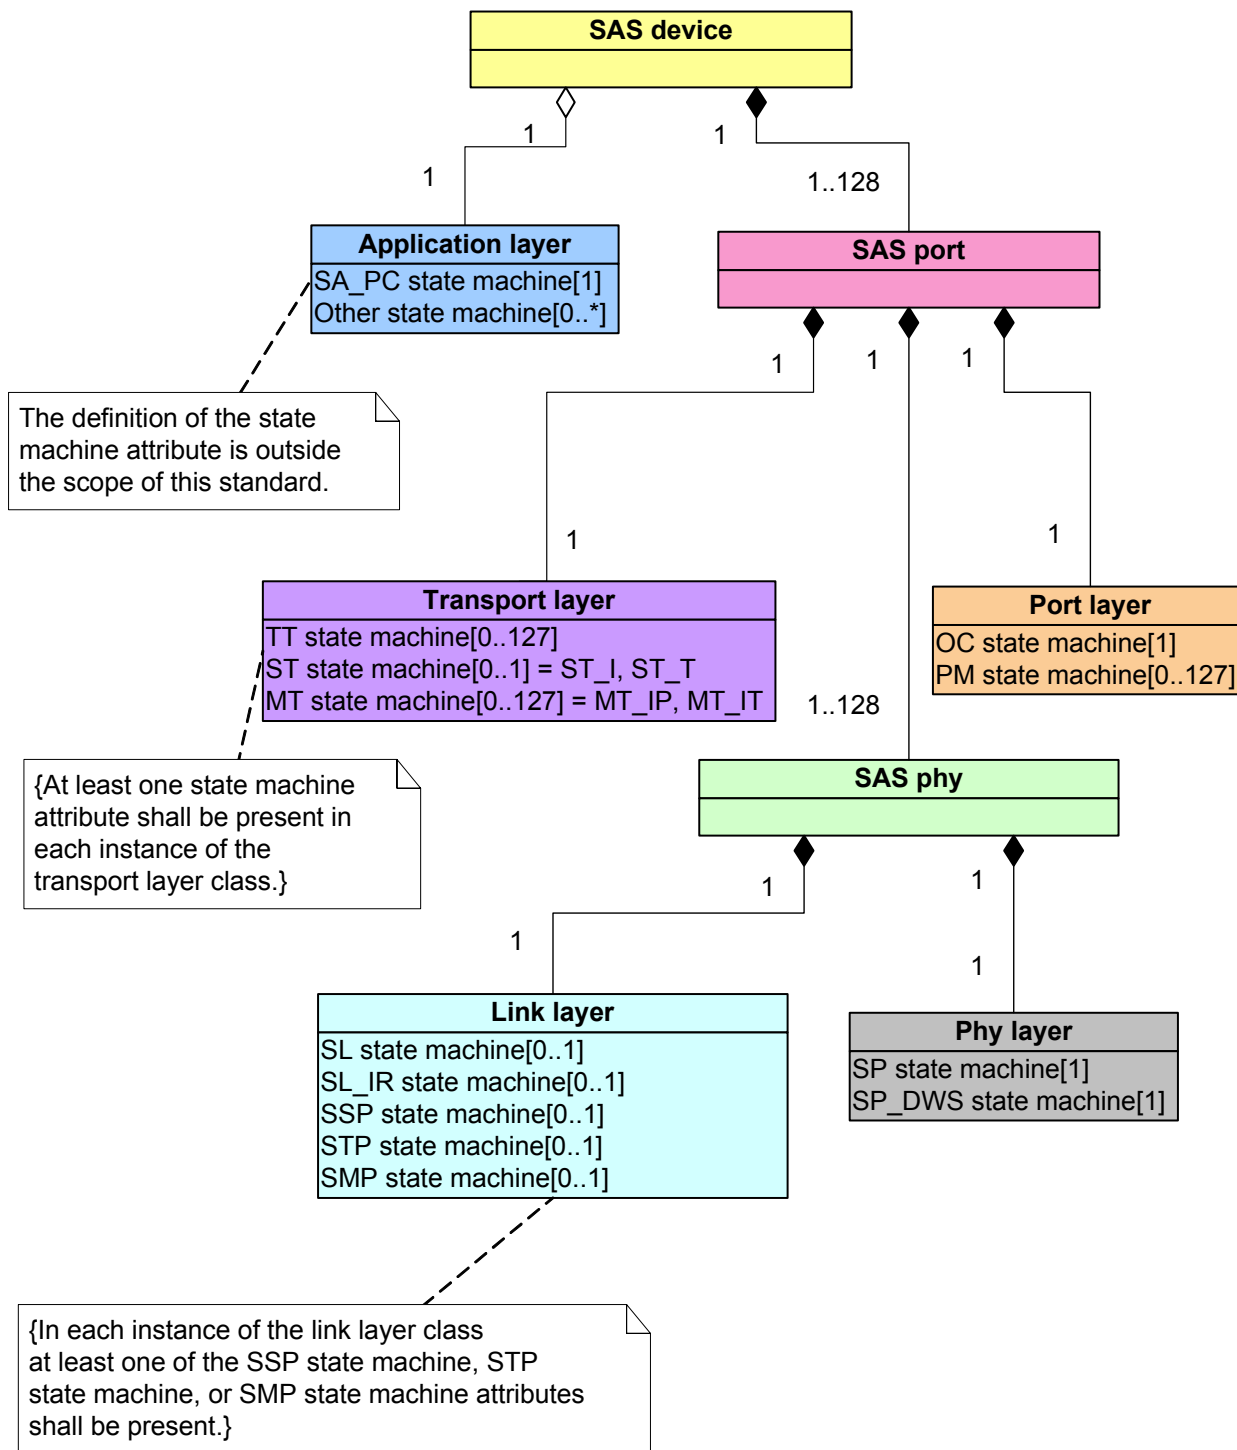 SAS device
1
1
1
1..128
Application layer
SA_PC state machine[1]
Other state machine[0..*]
SAS port
The definition of the state
machine attribute is outside
the scope of this standard.
1
1
1
1
1
Transport layer
TT state machine[0..127]
ST state machine[0..1] = ST_I, ST_T
MT state machine[0..127] = MT_IP, MT_IT
Port layer
OC state machine[1]
PM state machine[0..127]
1..128
{At least one state machine
attribute shall be present in
each instance of the
transport layer class.}
SAS phy
1
1
1
1
Link layer
SL state machine[0..1]
SL_IR state machine[0..1]
SSP state machine[0..1]
STP state machine[0..1]
SMP state machine[0..1]
Phy layer
SP state machine[1]
SP_DWS state machine[1]
{In each instance of the link layer class
at least one of the SSP state machine, STP
state machine, or SMP state machine attributes
shall be present.}